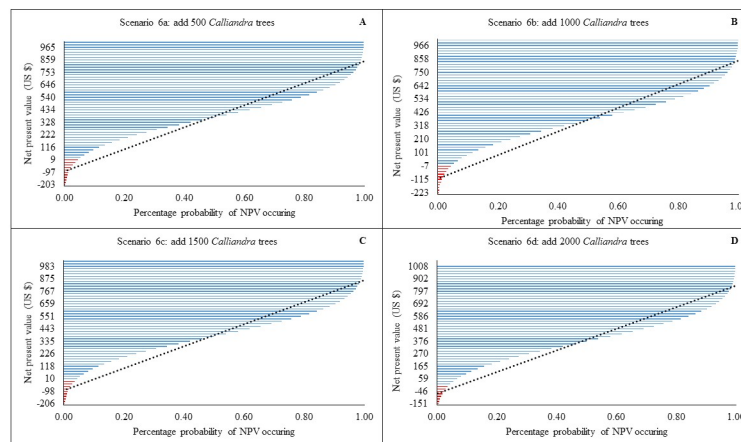 Scenario 6a: add 500 Calliandra trees
A
Net present value (US $)
965
859
753
646
540
434
328
222
116
9
-97
-203
0.00 0.20 0.40 0.60 0.80 1.00
Percentage probability of NPV occuring
Scenario 6b: add 1000 Calliandra trees
B
Net present value (US $)
966
858
750
642
534
426
318
210
101
-7
-115
-223
0.00 0.20 0.40 0.60 0.80 1.00
Percentage probability of NPV occuring
Scenario 6c: add 1500 Calliandra trees
C
Net present value (US $)
983
875
767
659
551
443
335
226
118
10
-98
-206
0.00 0.20 0.40 0.60 0.80 1.00
Percentage probability of NPV occuring
Scenario 6d: add 2000 Calliandra trees
D
Net present value (US $)
1008
902
797
692
586
481
376
270
165
59
-46
-151
0.00 0.20 0.40 0.60 0.80 1.00
Percentage probability of NPV occuring